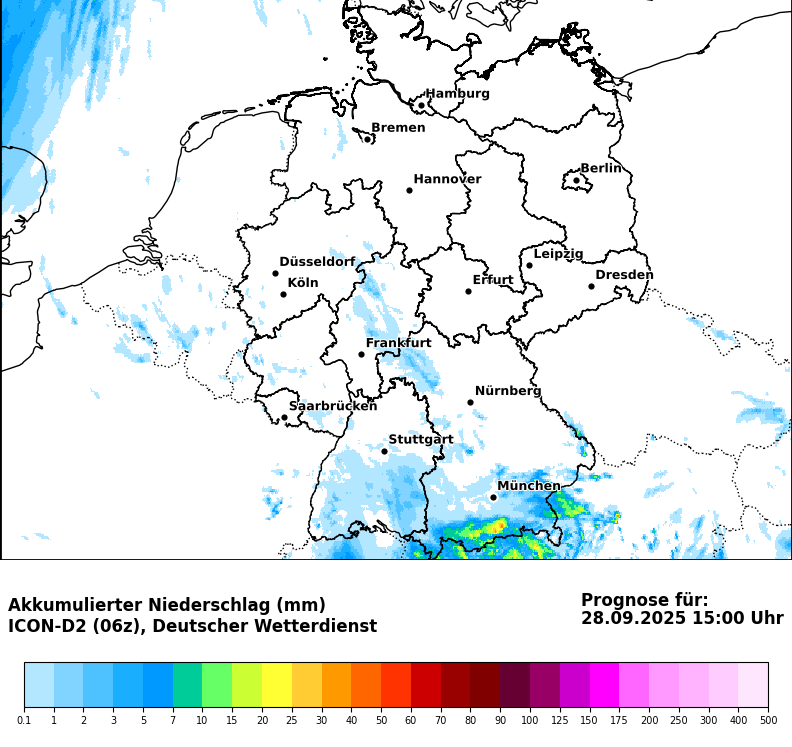 Hamburg
Bremen
Berlin
Hannover
Leipzig
Düsseldorf
Dresden
Köln
Erfurt
Frankfurt
Nürnberg
Saarbrücken
Stuttgart
München
Akkumulierter Niederschlag (mm)
ICON-D2 (06z), Deutscher Wetterdienst
Prognose für:
28.09.2025 15:00 Uhr
0.1 1 2 3 5 7 10 15 20 25 30 40 50 60 70 80 90 100 125 150 175 200 250 300 400 500